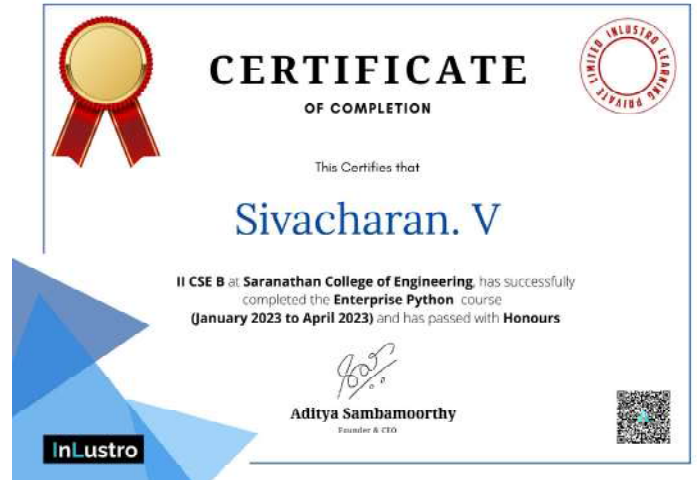 CERTIFICATE
OF COMPLETION
INLUSTRO LEARNING PRIVATE LIMITED
This Certifies that
Sivacharan. V
II CSE B at Saranathan College of Engineering, has successfully
completed the Enterprise Python course
(January 2023 to April 2023) and has passed with Honours
Aditya Sambamoorthy
Founder & CEO
InLustro